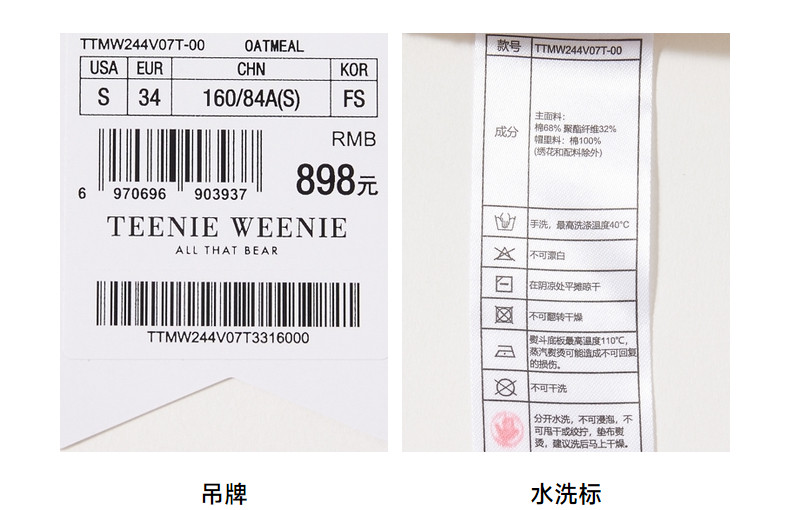 TTMW244V07T-00 OATMEAL
USA EUR CHN KOR
S 34 160/84A(S) FS
RMB
898元
6 970696 903937
TEENIE WEENIE
ALL THAT BEAR
TTMW244V07T3316000
吊牌
款号 TTMW244V07T-00
成分
主面料:
棉68% 聚酯纤维32%
帽里料: 棉100%
(绣花和配料除外)
手洗, 最高洗涤温度40°C
不可漂白
在阴凉处平摊晾干
不可翻转干燥
熨斗底板最高温度110℃,
蒸汽熨烫可能造成不可回复
的损伤。
不可干洗
分开水洗, 不可浸泡, 不
可甩干或绞拧, 垫布熨
烫, 建议洗后马上干燥。
水洗标